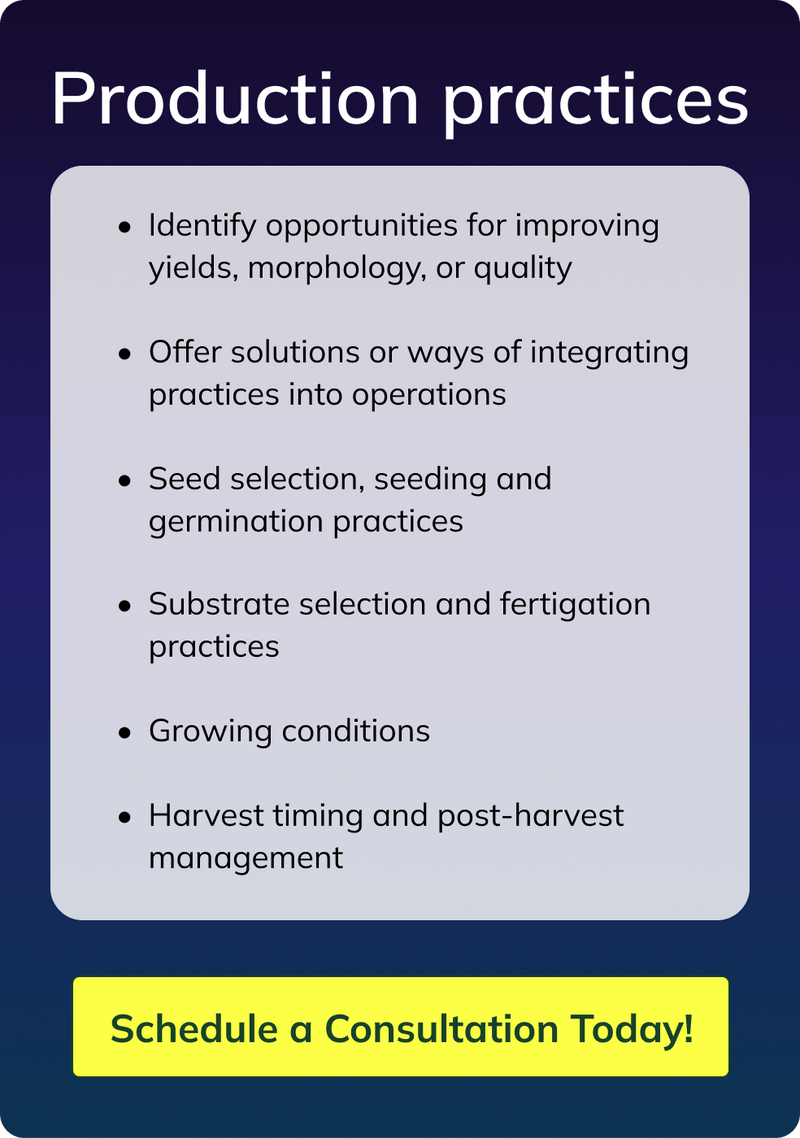 Production practices
• Identify opportunities for improving
yields, morphology, or quality
• Offer solutions or ways of integrating
practices into operations
• Seed selection, seeding and
germination practices
• Substrate selection and fertigation
practices
• Growing conditions
• Harvest timing and post-harvest
management
Schedule a Consultation Today!